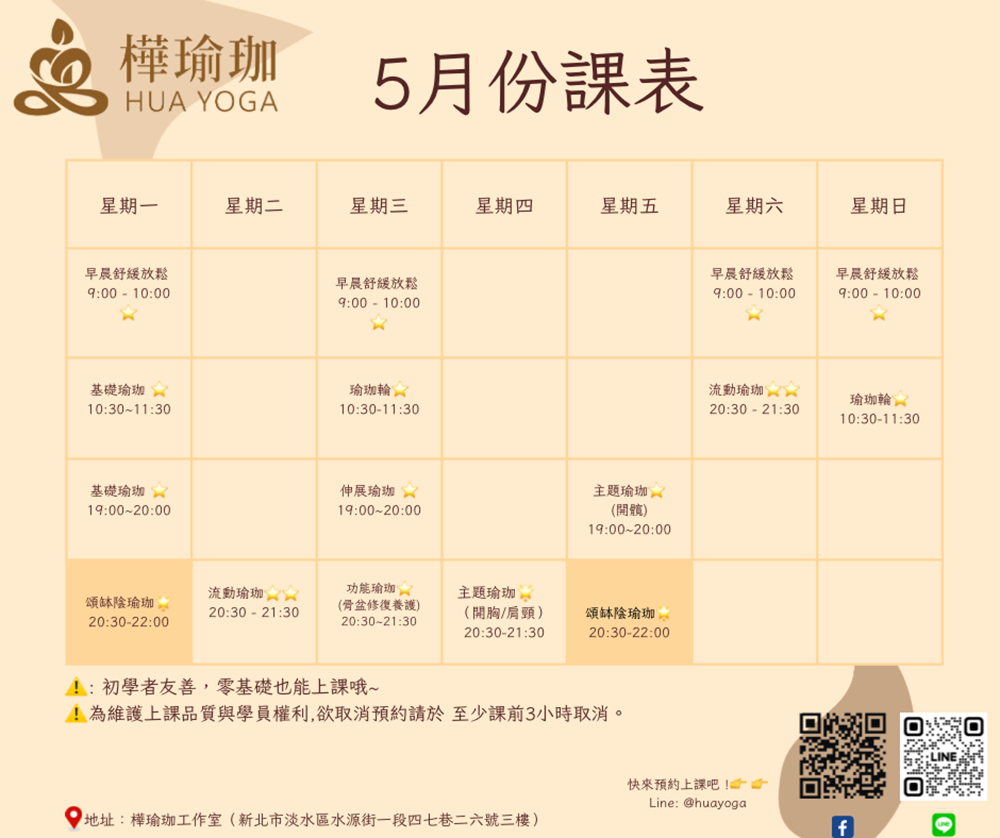 樺瑜珈
HUA YOGA
5月份課表
星期一
星期二
星期三
星期四
星期五
星期六
星期日
早晨舒緩放鬆
9:00 - 10:00
早晨舒緩放鬆
9:00 - 10:00
早晨舒緩放鬆
9:00 - 10:00
早晨舒緩放鬆
9:00 - 10:00
基礎瑜珈 ⭐
10:30~11:30
瑜珈輪⭐
10:30-11:30
流動瑜珈⭐⭐
20:30 - 21:30
瑜珈輪⭐
10:30-11:30
基礎瑜珈 ⭐
19:00~20:00
伸展瑜珈 ⭐
19:00~20:00
主題瑜珈⭐
(開髖)
19:00~20:00
頌缽陰瑜珈🌟
20:30-22:00
流動瑜珈⭐⭐
20:30 - 21:30
功能瑜珈⭐
(骨盆修復養護)
20:30~21:30
主題瑜珈🌟
（開胸/肩頸）
20:30-21:30
頌缽陰瑜珈🌟
20:30-22:00
⚠️: 初學者友善，零基礎也能上課哦~
⚠️為維護上課品質與學員權利,欲取消預約請於 至少課前3小時取消。
快來預約上課吧！👉 👉
Line: @huayoga
LINE
📍地址：樺瑜珈工作室（新北市淡水區水源街一段四七巷二六號三樓）